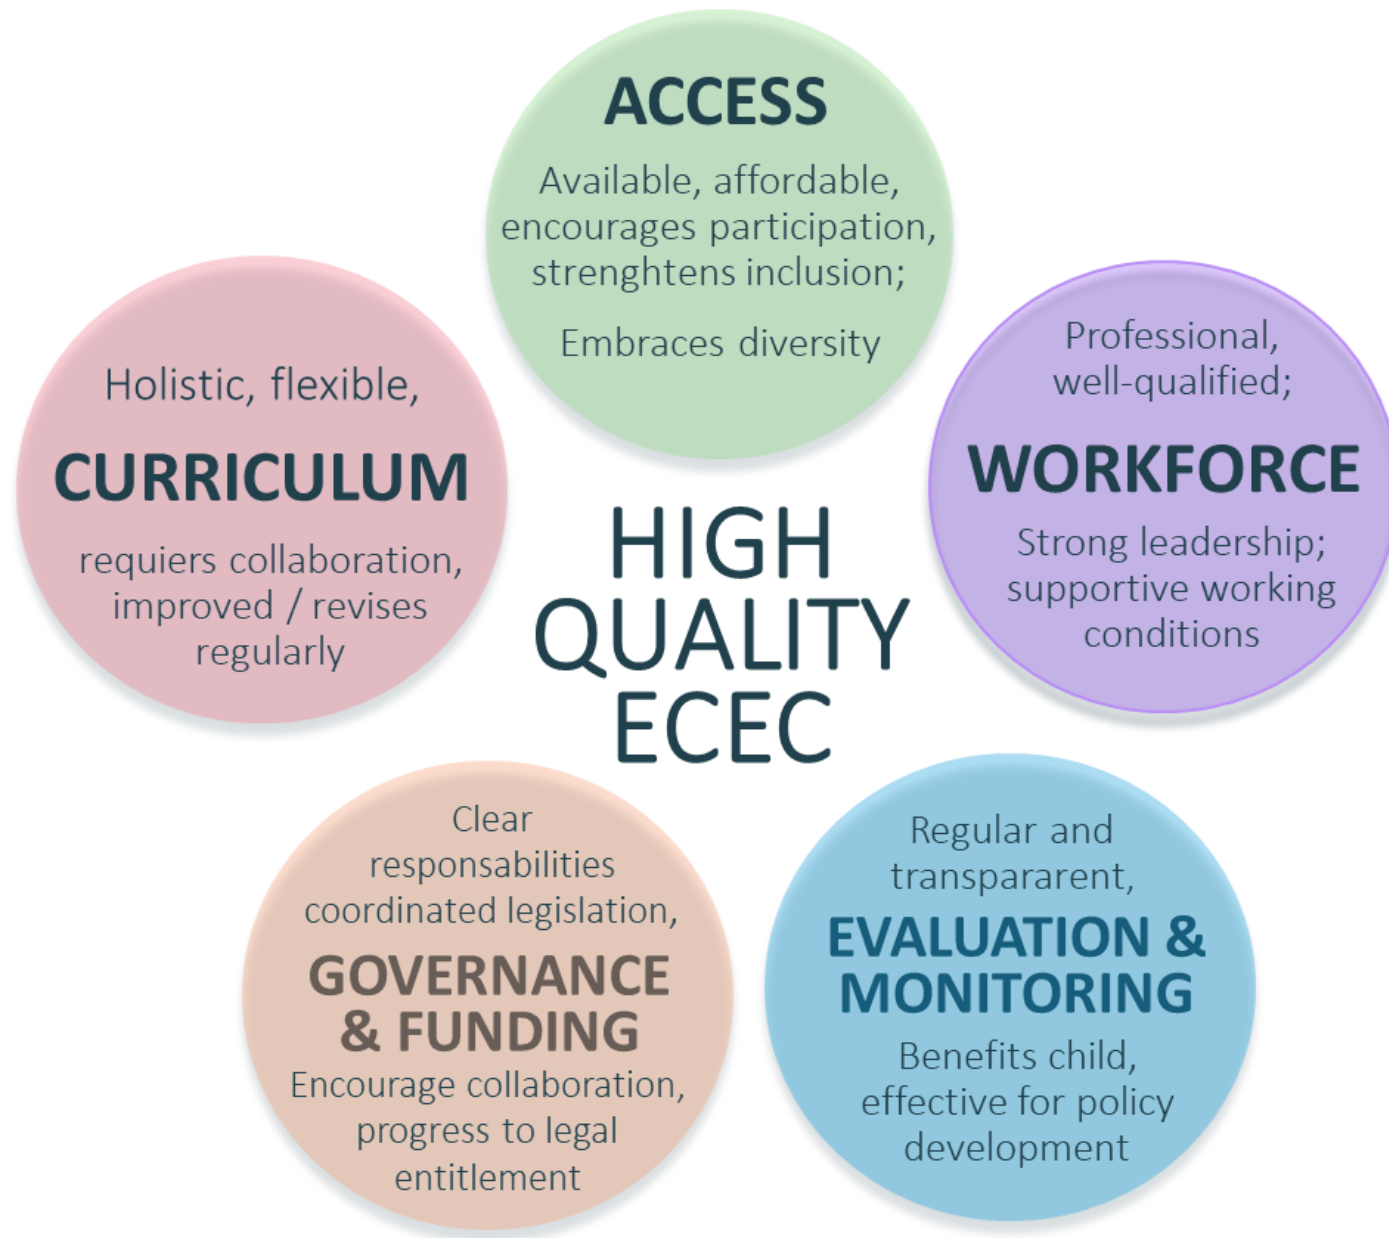 ACCESS
Available, affordable,
encourages participation,
strenghtens inclusion;
Embraces diversity
Holistic, flexible,
CURRICULUM
requiers collaboration,
improved / revises
regularly
HIGH
QUALITY
ECEC
Professional,
well-qualified;
WORKFORCE
Strong leadership;
supportive working
conditions
Clear
responsabilities
coordinated legislation,
GOVERNANCE
& FUNDING
Encourage collaboration,
progress to legal
entitlement
Regular and
transpararent,
EVALUATION &
MONITORING
Benefits child,
effective for policy
development